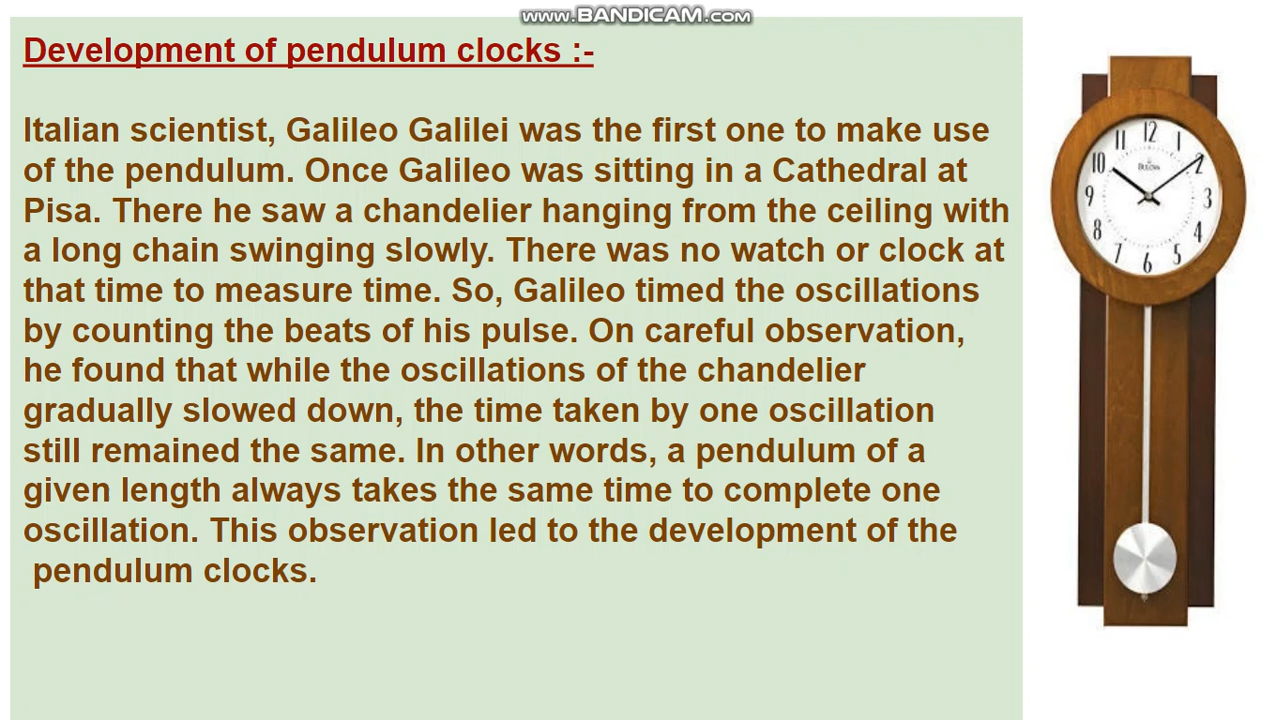 www.BANDICAM.com
Development of pendulum clocks :-
Italian scientist, Galileo Galilei was the first one to make use
of the pendulum. Once Galileo was sitting in a Cathedral at
Pisa. There he saw a chandelier hanging from the ceiling with
a long chain swinging slowly. There was no watch or clock at
that time to measure time. So, Galileo timed the oscillations
by counting the beats of his pulse. On careful observation,
he found that while the oscillations of the chandelier
gradually slowed down, the time taken by one oscillation
still remained the same. In other words, a pendulum of a
given length always takes the same time to complete one
oscillation. This observation led to the development of the
pendulum clocks.
12
11 1
10 2
BULOVA
9 3
8 4
7 5
6